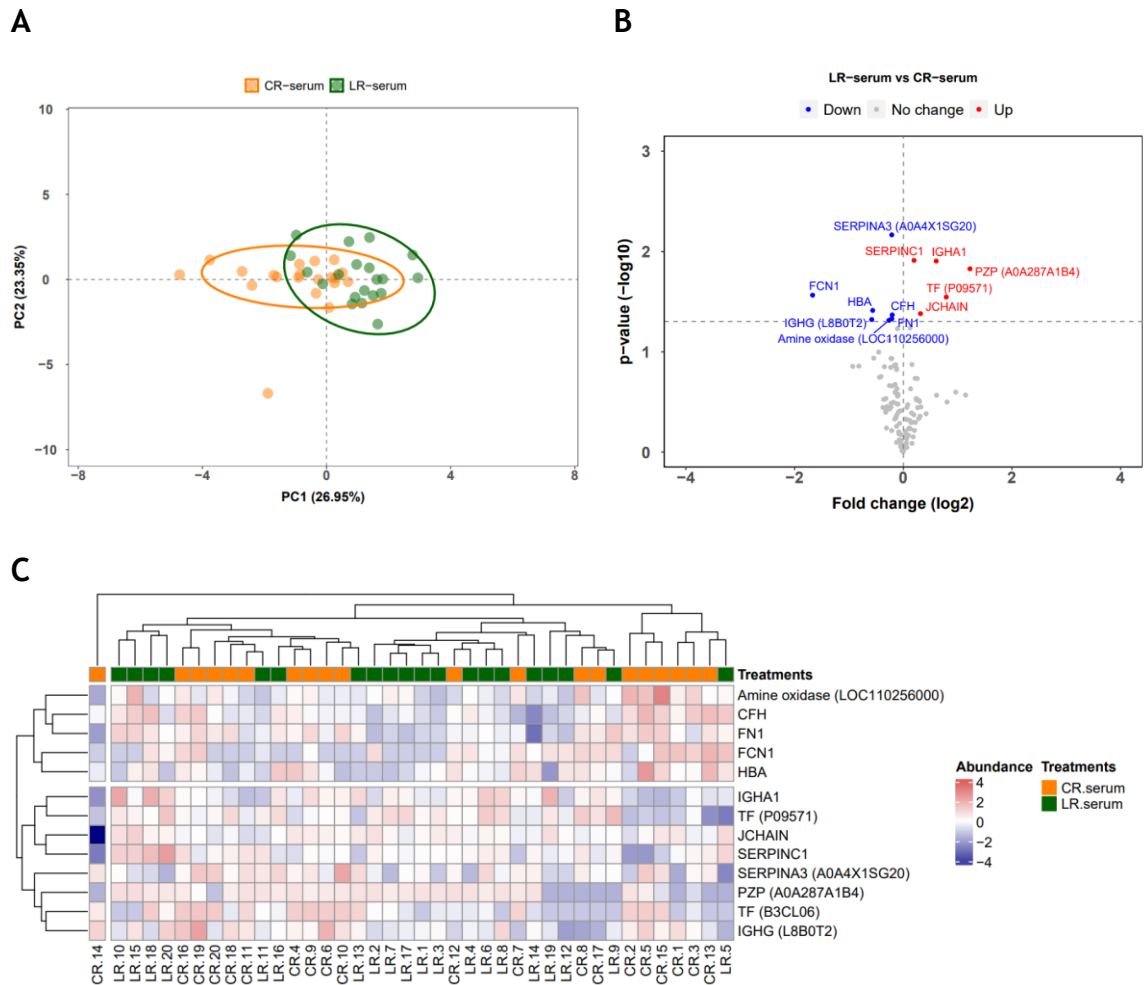 A
B
CR−serum LR−serum
10
5
0
−5
−10
−8 −4 0 4 8
PC2 (23.35%)
PC1 (26.95%)
LR−serum vs CR−serum
Down No change Up
3
2
1
0
p−value (−log10)
SERPINA3 (A0A4X1SG20)
SERPINC1 IGHA1
PZP (A0A287A1B4)
FCN1
TF (P09571)
HBA CFH JCHAIN
IGHG (L8B0T2) FN1
Amine oxidase (LOC110256000)
−4 −2 0 2 4
Fold change (log2)
C
Treatments
Amine oxidase (LOC110256000)
CFH
FN1
FCN1
HBA
IGHA1
TF (P09571)
JCHAIN
SERPINC1
SERPINA3 (A0A4X1SG20)
PZP (A0A287A1B4)
TF (B3CL06)
IGHG (L8B0T2)
Abundance Treatments
4
2
0
−2
−4
CR.serum
LR.serum
CR.14
LR.10
LR.15
LR.18
LR.20
CR.16
CR.19
CR.20
CR.18
CR.11
LR.11
LR.16
CR.4
CR.9
CR.6
CR.10
LR.13
LR.2
LR.7
LR.17
LR.1
LR.3
CR.12
LR.4
LR.6
LR.8
CR.7
LR.14
LR.19
LR.12
CR.8
CR.17
LR.9
CR.2
CR.5
CR.15
CR.1
CR.3
CR.13
LR.5